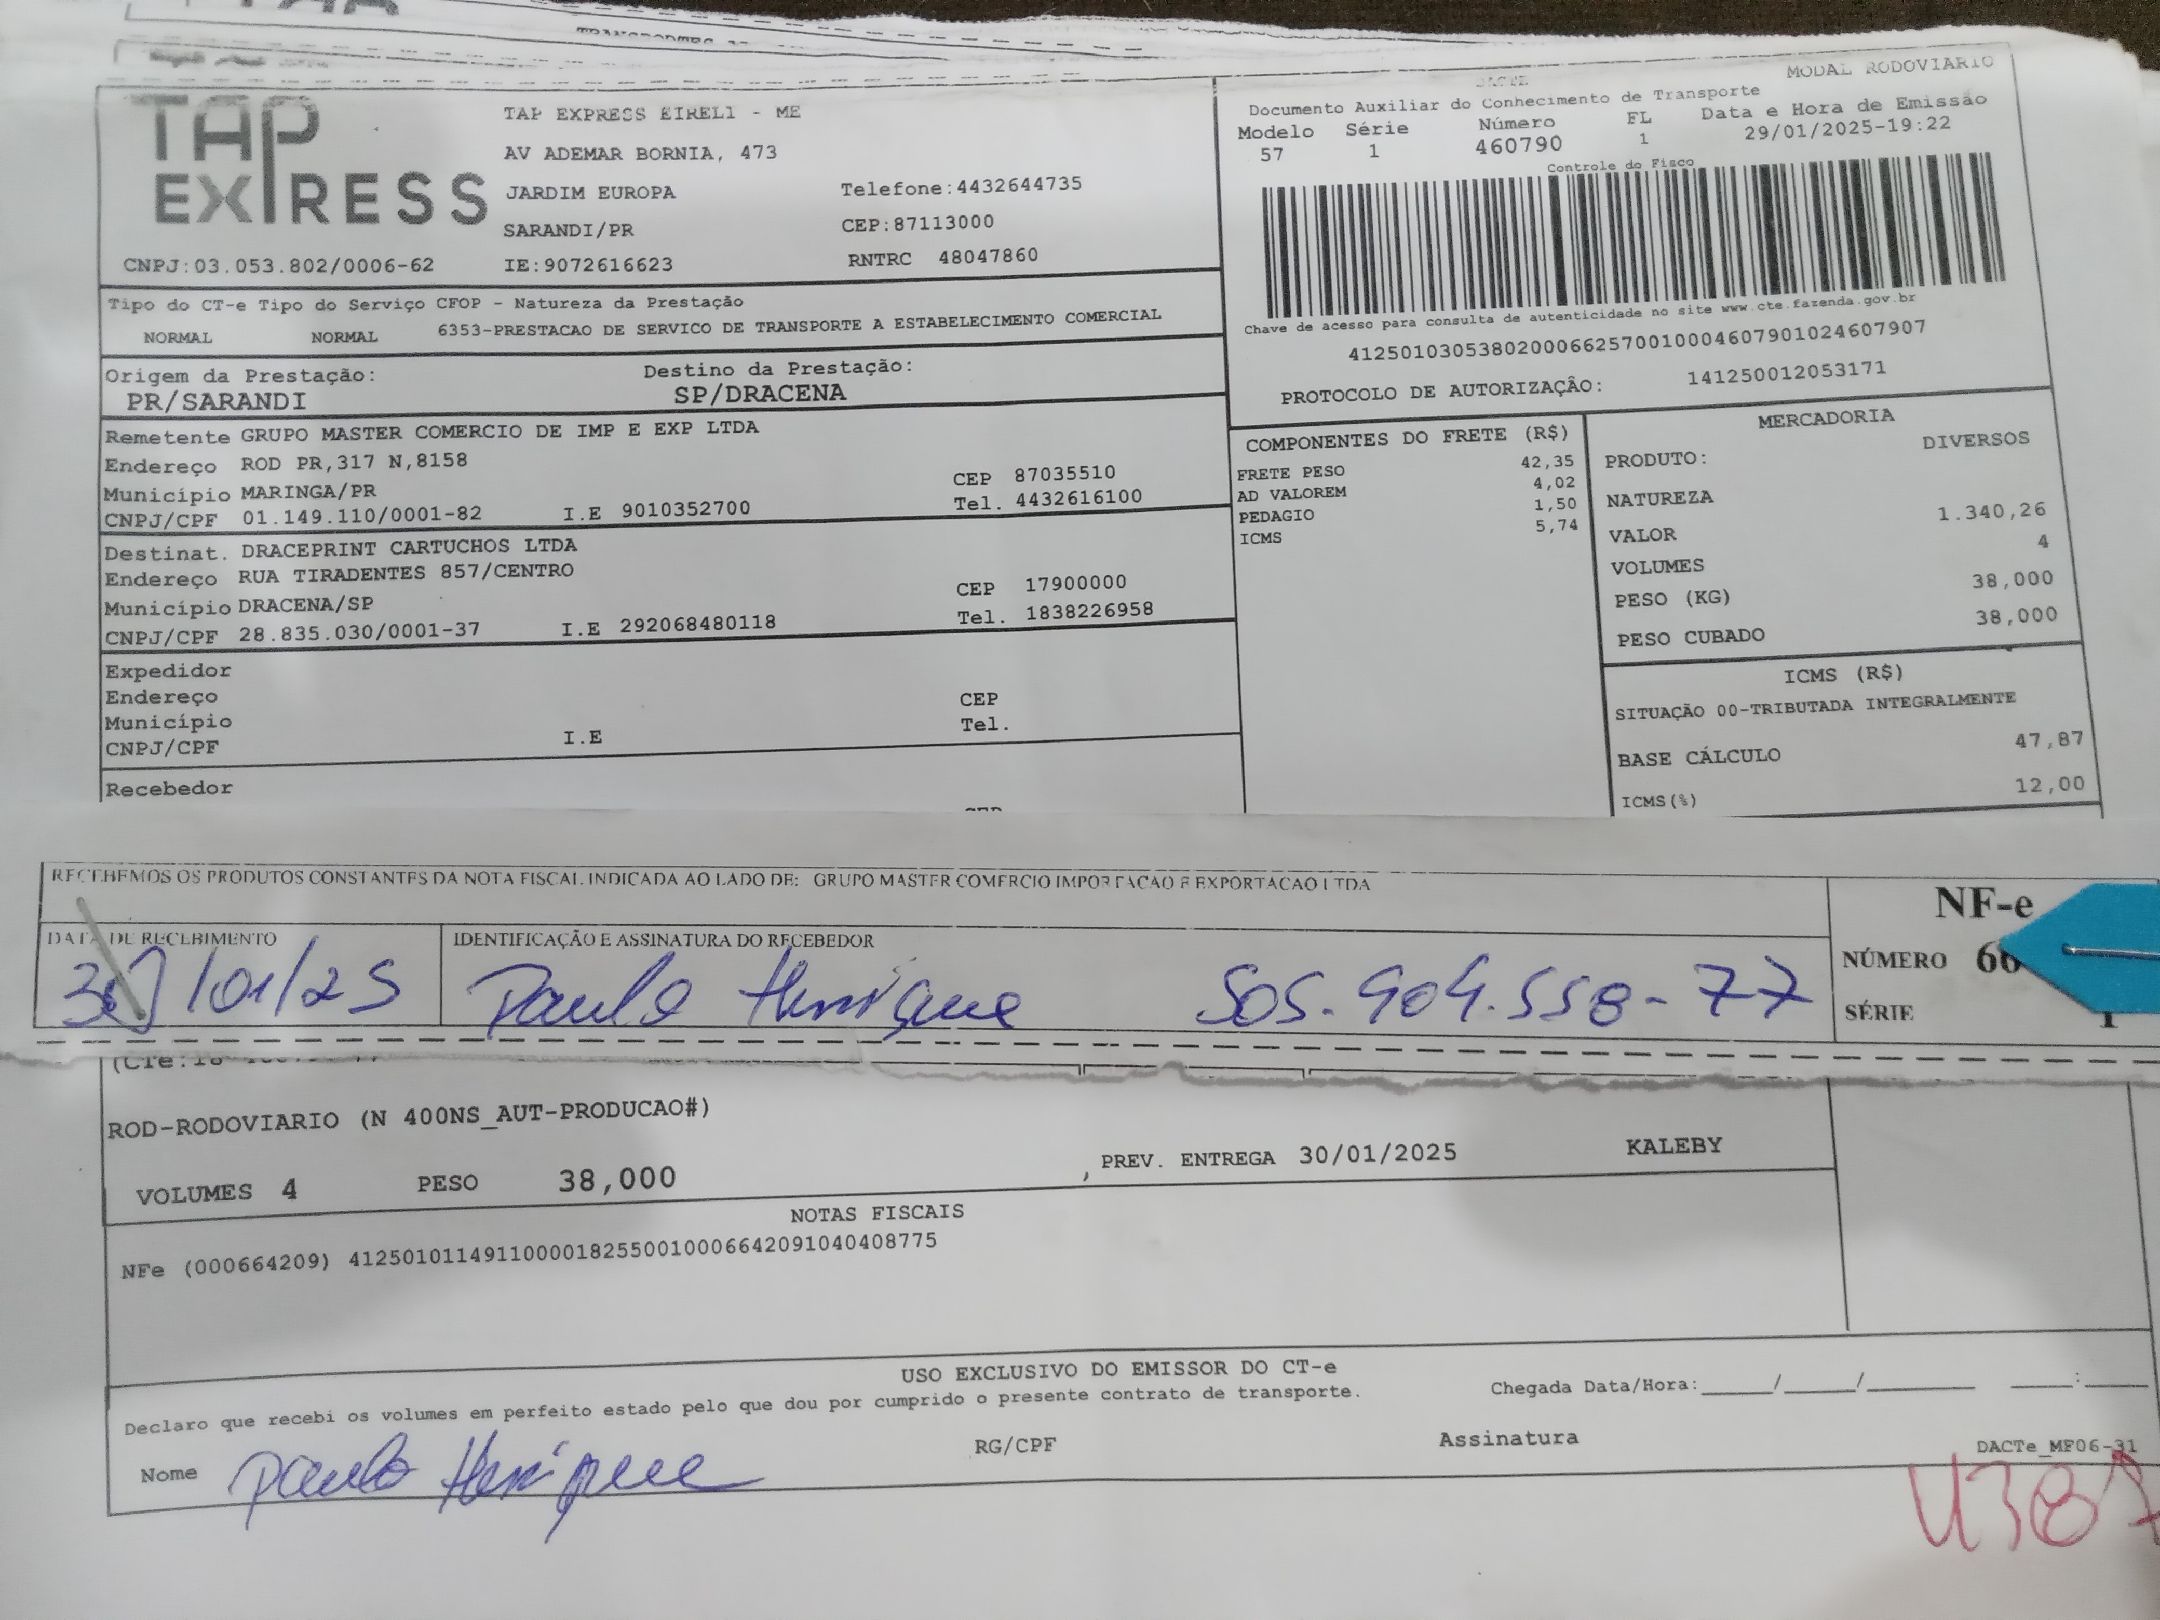 MODAL RODOVIARIO
TAP EXPRESS
TAP EXPRESS EIRELI - ME
AV ADEMAR BORNIA, 473
JARDIM EUROPA Telefone:4432644735
SARANDI/PR CEP:87113000
CNPJ:03.053.802/0006-62 IE:9072616623 RNTRC 48047860
DACTE
Documento Auxiliar do Conhecimento de Transporte
Modelo Série Número FL Data e Hora de Emissão
57 1 460790 1 29/01/2025-19:22
Controle do Fisco
Chave de acesso para consulta de autenticidade no site www.cte.fazenda.gov.br
41250103053802000662570010004607901024607907
PROTOCOLO DE AUTORIZAÇÃO: 141250012053171
Tipo do CT-e Tipo do Serviço CFOP - Natureza da Prestação
NORMAL NORMAL 6353-PRESTACAO DE SERVICO DE TRANSPORTE A ESTABELECIMENTO COMERCIAL
Origem da Prestação: Destino da Prestação:
PR/SARANDI SP/DRACENA
Remetente GRUPO MASTER COMERCIO DE IMP E EXP LTDA
Endereço ROD PR,317 N,8158 CEP 87035510
Município MARINGA/PR Tel. 4432616100
CNPJ/CPF 01.149.110/0001-82 I.E 9010352700
Destinat. DRACEPRINT CARTUCHOS LTDA
Endereço RUA TIRADENTES 857/CENTRO CEP 17900000
Município DRACENA/SP Tel. 1838226958
CNPJ/CPF 28.835.030/0001-37 I.E 292068480118
Expedidor
Endereço CEP
Município Tel.
CNPJ/CPF I.E
Recebedor
COMPONENTES DO FRETE (R$)
FRETE PESO 42,35
AD VALOREM 4,02
PEDAGIO 1,50
ICMS 5,74
MERCADORIA
PRODUTO: DIVERSOS
NATUREZA
VALOR 1.340,26
VOLUMES 4
PESO (KG) 38,000
PESO CUBADO 38,000
ICMS (R$)
SITUAÇÃO 00-TRIBUTADA INTEGRALMENTE
BASE CÁLCULO 47,87
ICMS(%) 12,00
RECEBEMOS OS PRODUTOS CONSTANTES DA NOTA FISCAL INDICADA AO LADO DE: GRUPO MASTER COMERCIO IMPORTACAO E EXPORTACAO LTDA
DATA DE RECEBIMENTO IDENTIFICAÇÃO E ASSINATURA DO RECEBEDOR
30/01/25 Paulo Henrique 505.904.558-77
NF-e
NÚMERO 66
SÉRIE 1
ROD-RODOVIARIO (N 400NS_AUT-PRODUCAO#)
VOLUMES 4 PESO 38,000 , PREV. ENTREGA 30/01/2025 KALEBY
NOTAS FISCAIS
NFe (000664209) 41250101149110000182550010006642091040408775
USO EXCLUSIVO DO EMISSOR DO CT-e
Declaro que recebi os volumes em perfeito estado pelo que dou por cumprido o presente contrato de transporte. Chegada Data/Hora:_____/_____/________ ____:____
Nome Paulo Henrique RG/CPF Assinatura
DACTe_MF06-31